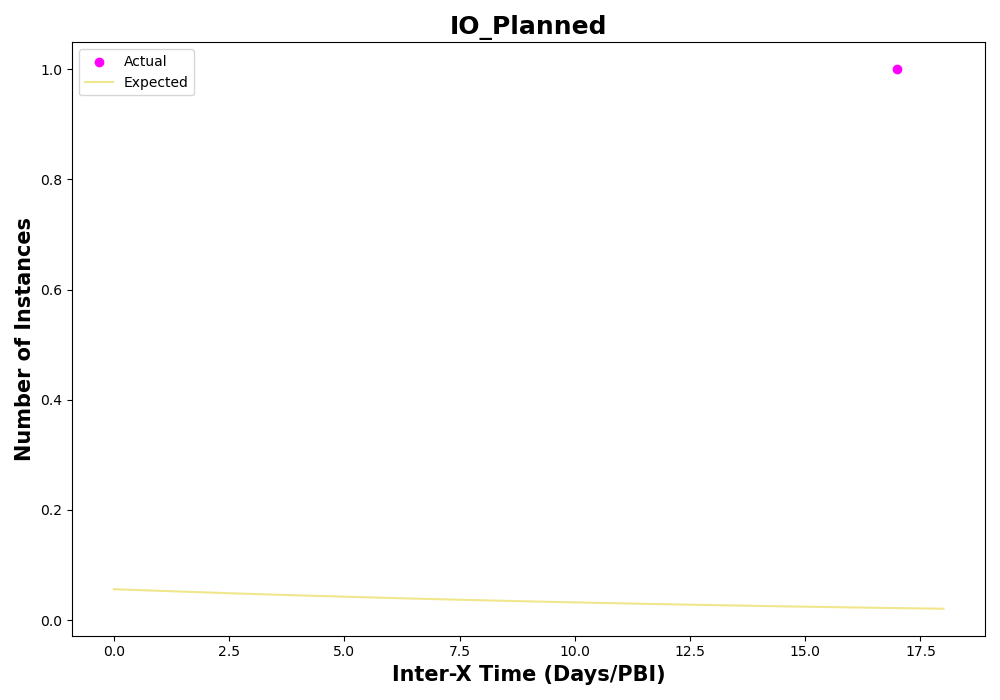 IO_Planned
Actual
Expected
1.0
0.8
0.6
0.4
0.2
0.0
Number of Instances
0.0 2.5 5.0 7.5 10.0 12.5 15.0 17.5
Inter-X Time (Days/PBI)